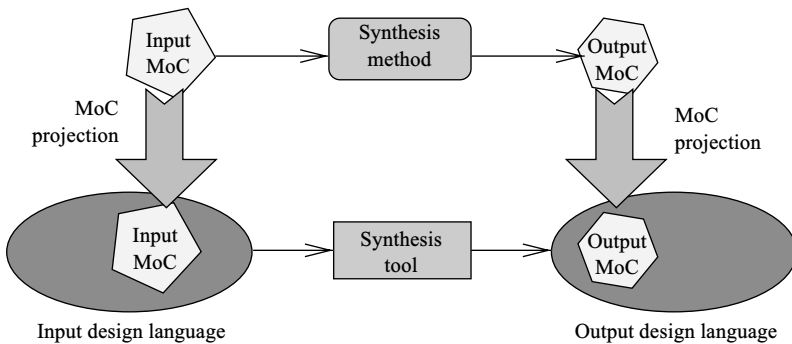 Input
MoC
Synthesis
method
Output
MoC
MoC
projection
MoC
projection
Input
MoC
Synthesis
tool
Output
MoC
Input design language
Output design language